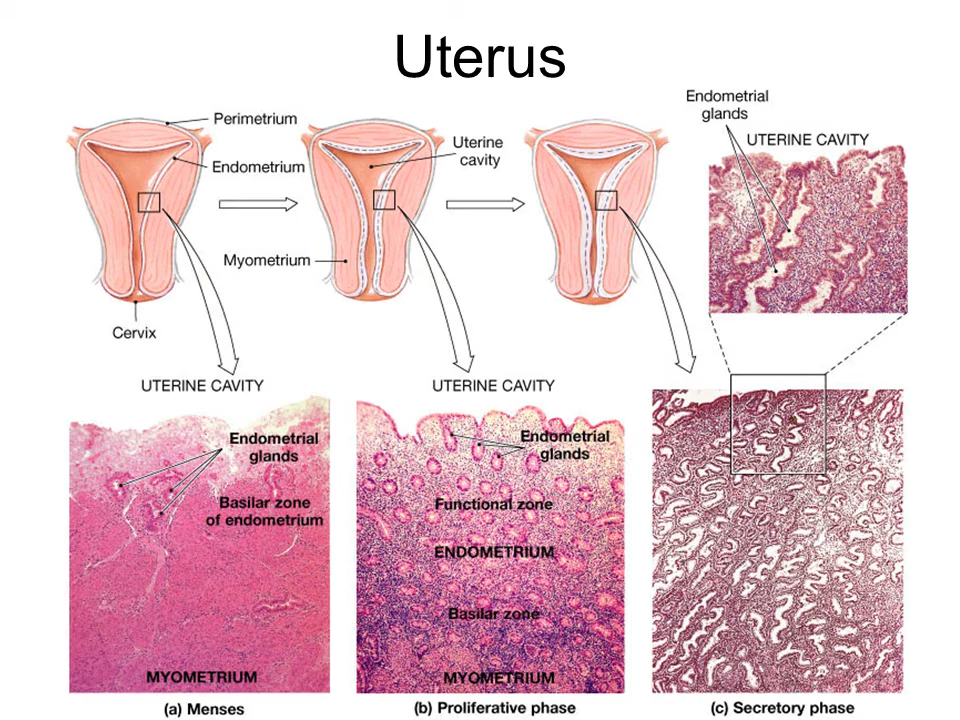 Uterus
Perimetrium
Endometrium
Myometrium
Cervix
Uterine
cavity
Endometrial
glands
UTERINE CAVITY
UTERINE CAVITY
Endometrial
glands
Basilar zone
of endometrium
MYOMETRIUM
(a) Menses
UTERINE CAVITY
Endometrial
glands
Functional zone
ENDOMETRIUM
Basilar zone
MYOMETRIUM
(b) Proliferative phase
(c) Secretory phase